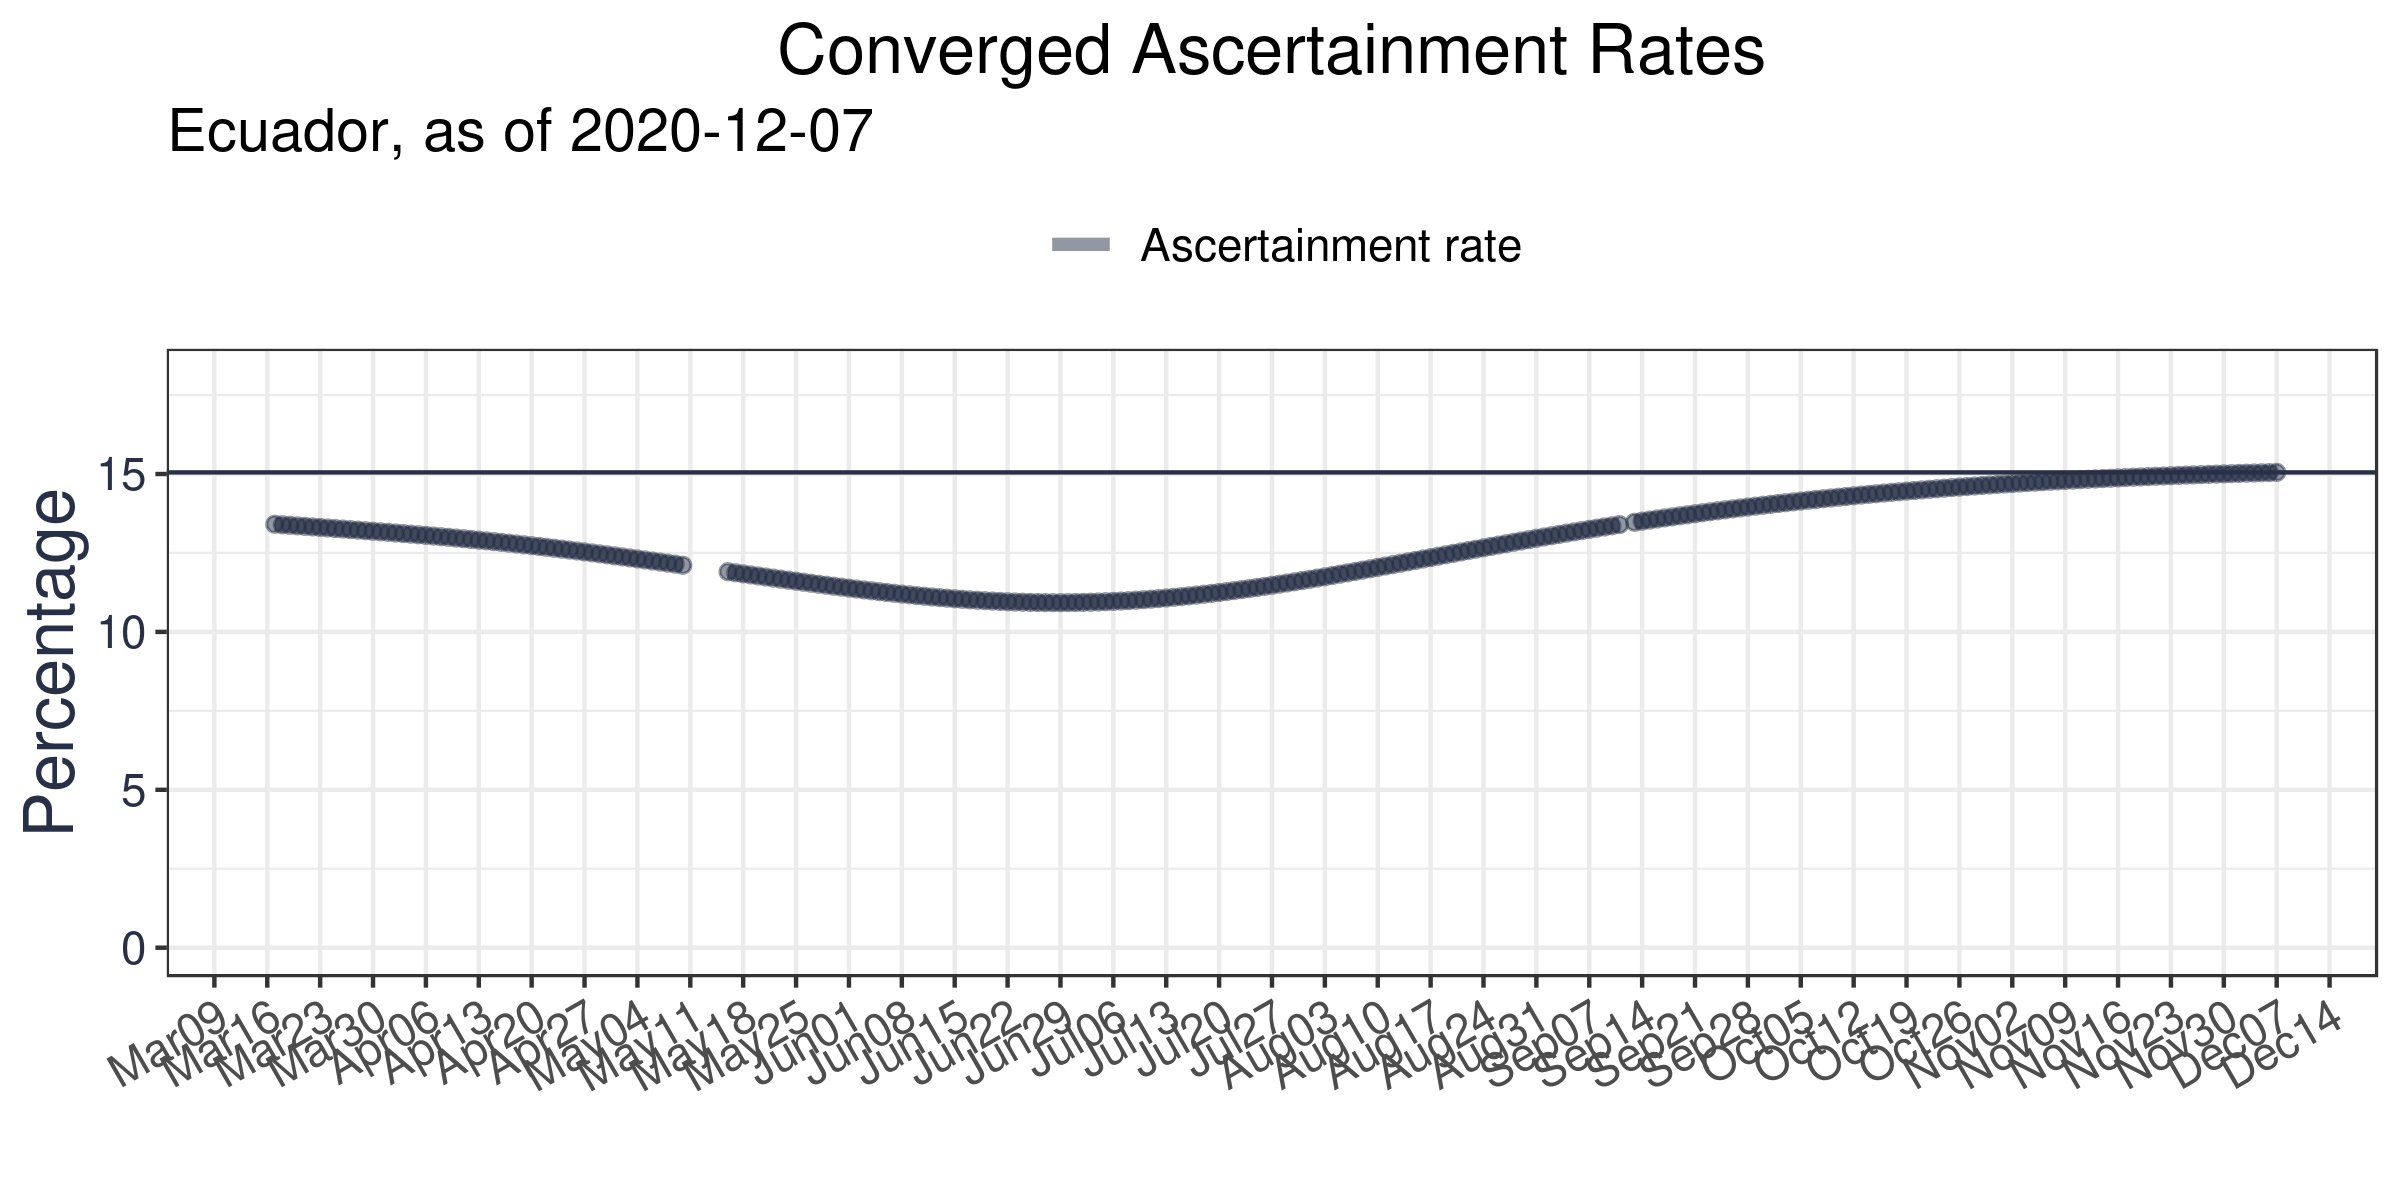 Converged Ascertainment Rates
Ecuador, as of 2020-12-07
Ascertainment rate
Percentage
15
10
5
0
Mar09
Mar16
Mar23
Mar30
Apr06
Apr13
Apr20
Apr27
May04
May11
May18
May25
Jun01
Jun08
Jun15
Jun22
Jun29
Jul06
Jul13
Jul20
Jul27
Aug03
Aug10
Aug17
Aug24
Aug31
Sep07
Sep14
Sep21
Sep28
Oct05
Oct12
Oct19
Oct26
Nov02
Nov09
Nov16
Nov23
Nov30
Dec07
Dec14